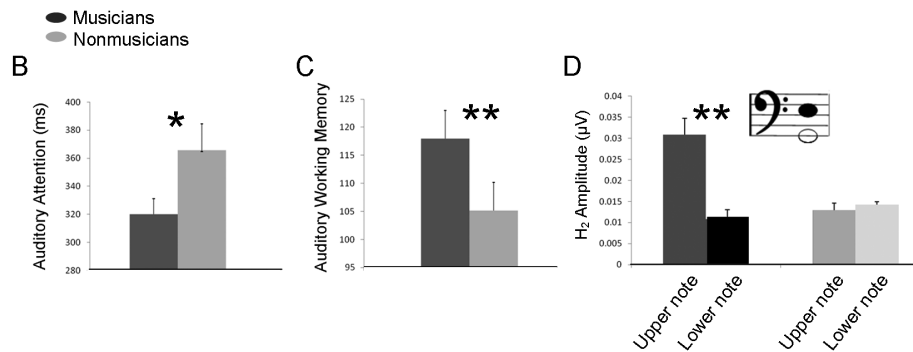 Musicians
Nonmusicians
B
Auditory Attention (ms)
400
380
360
340
320
300
280
*
C
Auditory Working Memory
125
120
115
110
105
100
95
**
D
H₂ Amplitude (µV)
0.04
0.035
0.03
0.025
0.02
0.015
0.01
0.005
0
**
Upper note
Lower note
Upper note
Lower note